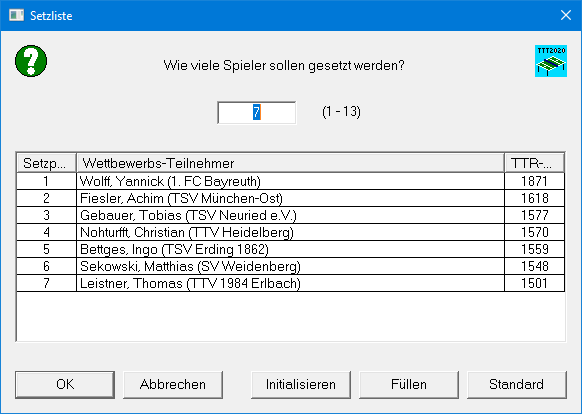 Setzliste
Wie viele Spieler sollen gesetzt werden?
TTT2020
7 (1 - 13)
Setzp... Wettbewerbs-Teilnehmer TTR-...
1 Wolff, Yannick (1. FC Bayreuth) 1871
2 Fiesler, Achim (TSV München-Ost) 1618
3 Gebauer, Tobias (TSV Neuried e.V.) 1577
4 Nohturfft, Christian (TTV Heidelberg) 1570
5 Bettges, Ingo (TSV Erding 1862) 1559
6 Sekowski, Matthias (SV Weidenberg) 1548
7 Leistner, Thomas (TTV 1984 Erlbach) 1501
OK Abbrechen Initialisieren Füllen Standard